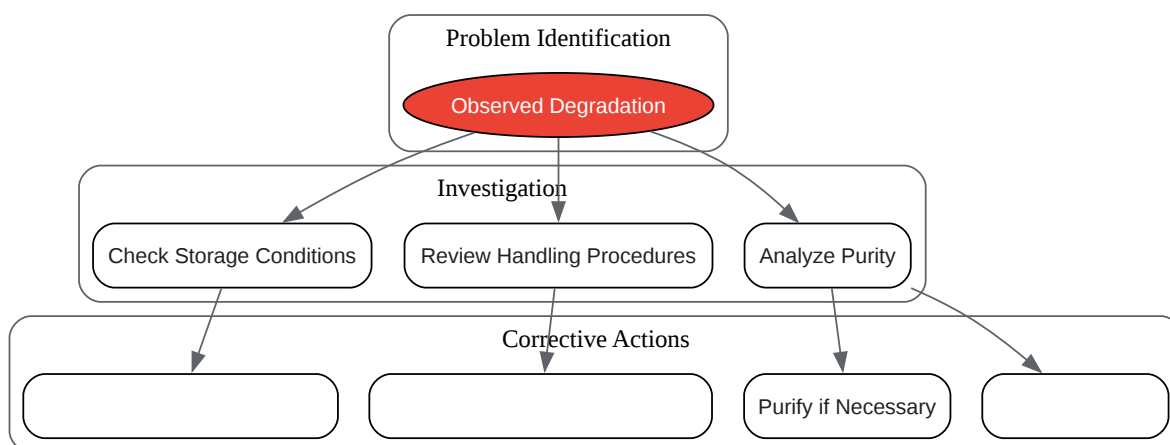 Problem Identification
Observed Degradation
Investigation
Check Storage Conditions
Review Handling Procedures
Analyze Purity
Corrective Actions
Purify if Necessary